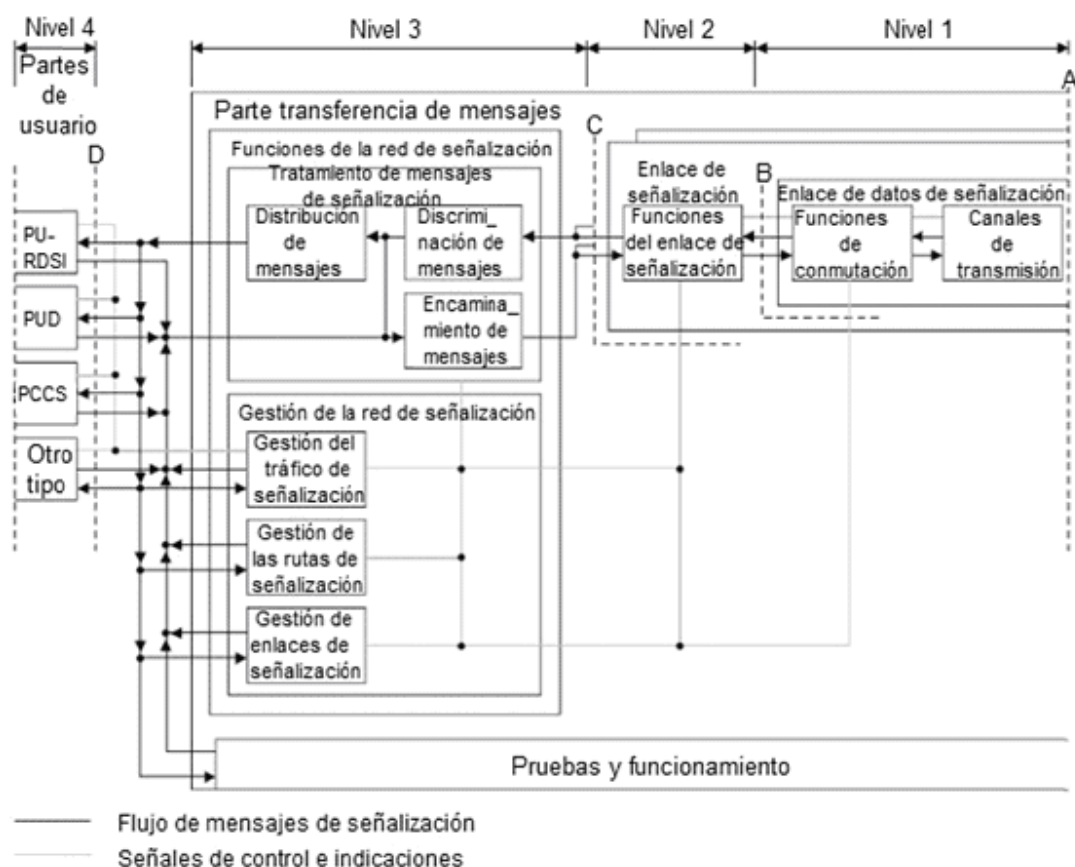 Nivel 4
Nivel 3
Nivel 2
Nivel 1
Partes
de
usuario
D
A
Parte transferencia de mensajes
C
Funciones de la red de señalización
Tratamiento de mensajes
de señalización
Distribución
de
mensajes
Discrimi_
nación de
mensajes
Encamina_
miento de
mensajes
Enlace de
señalización
Funciones
del enlace de
señalización
B
Enlace de datos de señalización
Funciones
de
conmutación
Canales
de
transmisión
PU-
RDSI
PUD
PCCS
Otro
tipo
Gestión de la red de señalización
Gestión del
tráfico de
señalización
Gestión de
las rutas de
señalización
Gestión de
enlaces de
señalización
Pruebas y funcionamiento
Flujo de mensajes de señalización
Señales de control e indicaciones